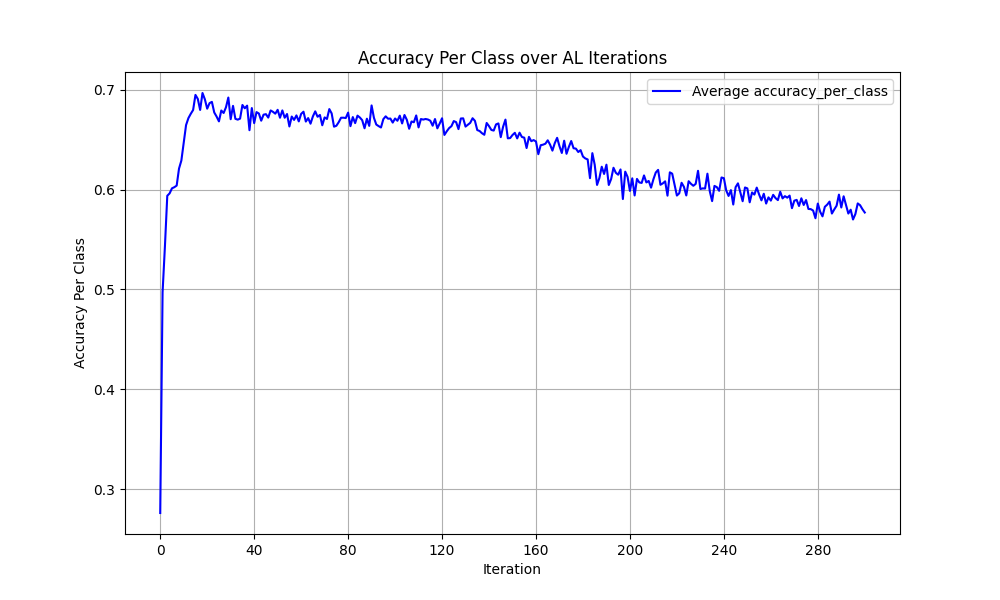 Accuracy Per Class over AL Iterations
Average accuracy_per_class
Accuracy Per Class
0.7
0.6
0.5
0.4
0.3
0 40 80 120 160 200 240 280
Iteration